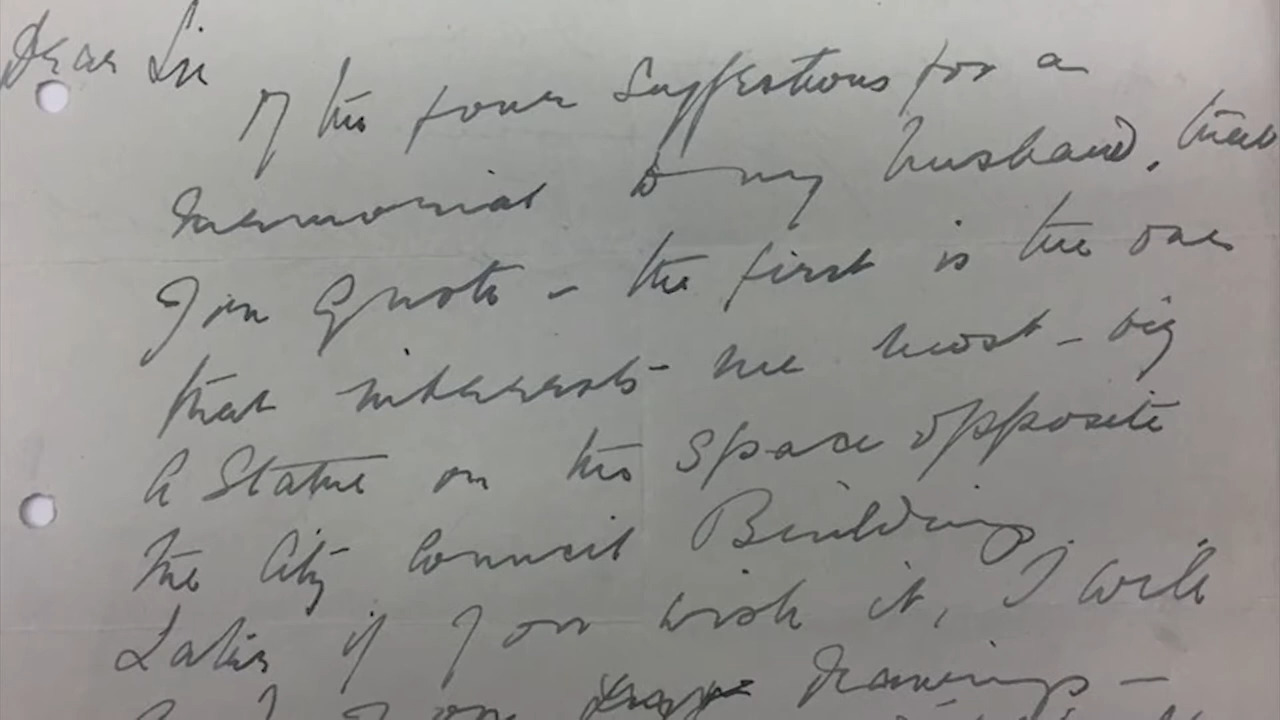 Dear Sir
Of the four suggestions for a
memorial to my husband, that
you quote – the first is the one
that interests me most – viz
A Statue on the space opposite
the City Council Building.
Later if you wish it, I will
you drawings –